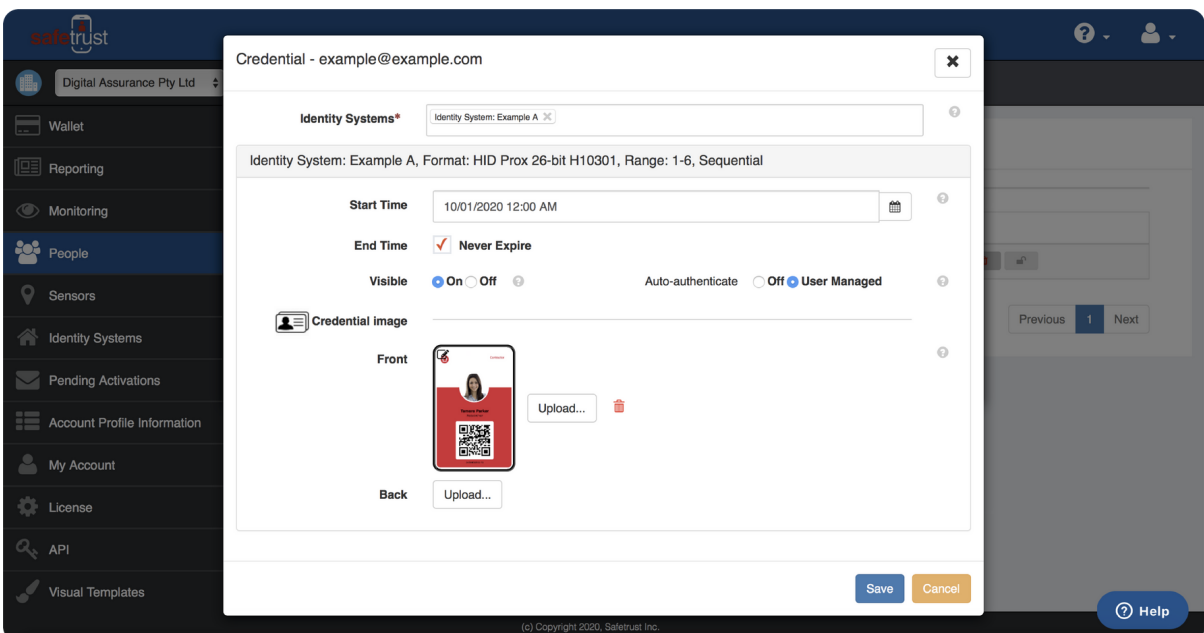 safetrust
Digital Assurance Pty Ltd
Wallet
Reporting
Monitoring
People
Sensors
Identity Systems
Pending Activations
Account Profile Information
My Account
License
API
Visual Templates
Credential - example@example.com
Identity Systems*
Identity System: Example A
Identity System: Example A, Format: HID Prox 26-bit H10301, Range: 1-6, Sequential
Start Time
10/01/2020 12:00 AM
End Time
Never Expire
Visible
On Off
Auto-authenticate
Off User Managed
Credential image
Front
Upload...
Back
Upload...
Save
Cancel
Previous
1
Next
Help
(c) Copyright 2020, Safetrust Inc.